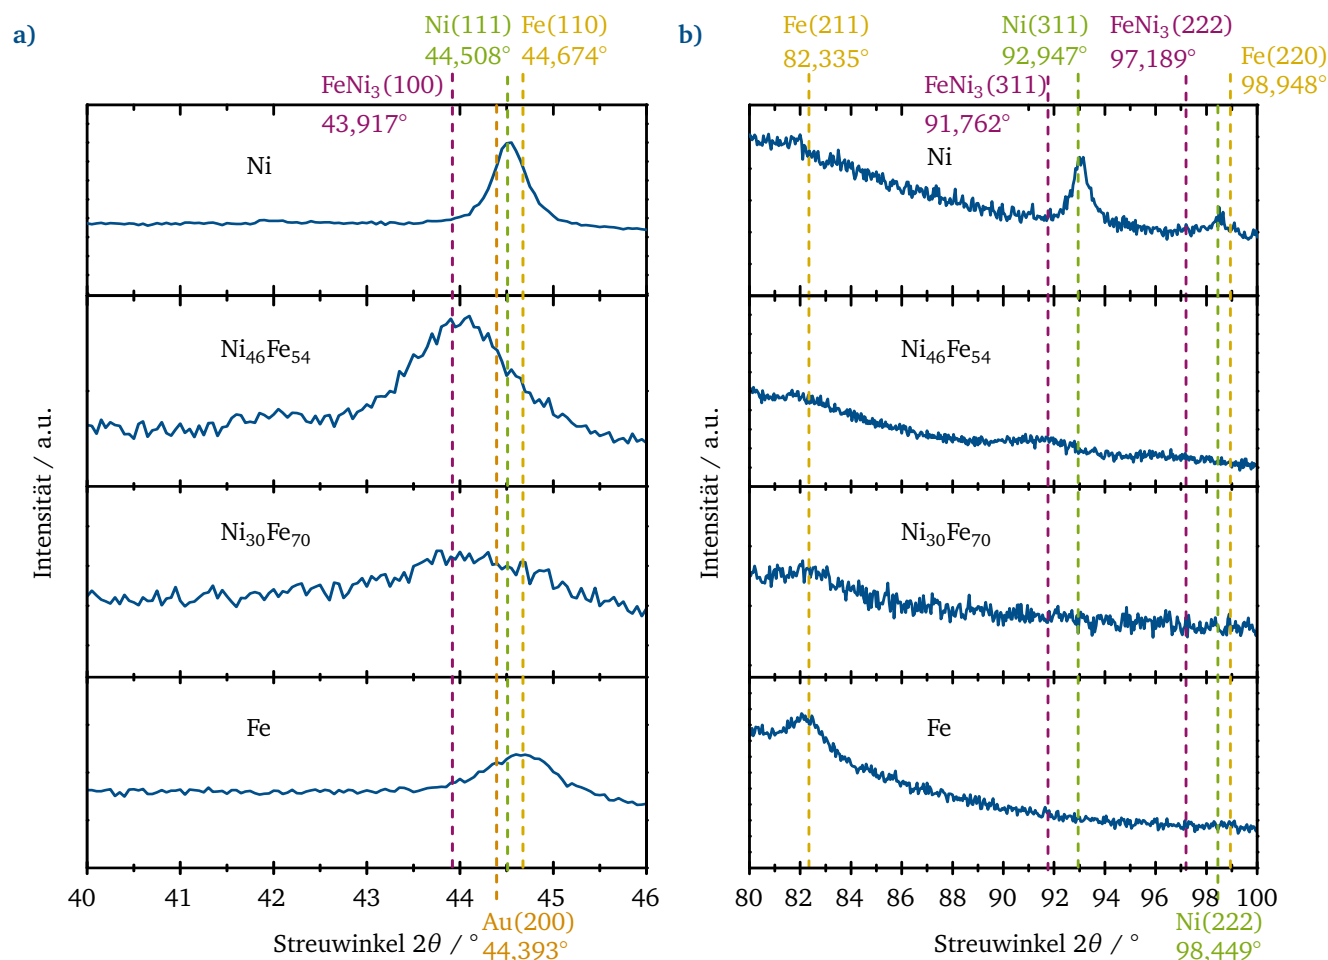 a)
Ni(111)
44,508°
Fe(110)
44,674°
FeNi₃(100)
43,917°
Ni
Ni₄₆Fe₅₄
Ni₃₀Fe₇₀
Fe
Intensität / a.u.
40 41 42 43 44 45 46
Streuwinkel 2θ / °
Au(200)
44,393°
b)
Fe(211)
82,335°
Ni(311)
92,947°
FeNi₃(222)
97,189°
Fe(220)
98,948°
FeNi₃(311)
91,762°
Ni
Ni₄₆Fe₅₄
Ni₃₀Fe₇₀
Fe
Intensität / a.u.
80 82 84 86 88 90 92 94 96 98 100
Streuwinkel 2θ / °
Ni(222)
98,449°